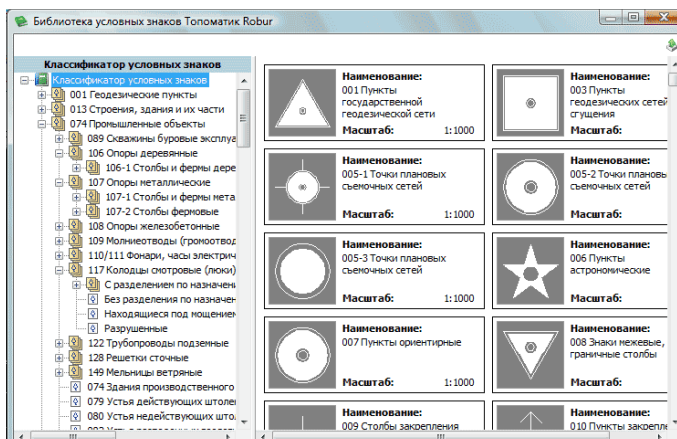 Библиотека условных знаков Топоматик Robur
Классификатор условных знаков
Классификатор условных знаков
001 Геодезические пункты
013 Строения, здания и их части
074 Промышленные объекты
089 Скважины буровые эксплуа
106 Опоры деревянные
106-1 Столбы и фермы дере
107 Опоры металлические
107-1 Столбы и фермы мета
107-2 Столбы фермовые
108 Опоры железобетонные
109 Молниеотводы (громоотвод
110/111 Фонари, часы электрич
117 Колодцы смотровые (люки)
С разделением по назначени
Без разделения по назначен
Находящиеся под мощением
Разрушенные
122 Трубопроводы подземные
128 Решетки сточные
149 Мельницы ветряные
074 Здания производственного
079 Устья действующих штолен
080 Устья недействующих што.
Наименование:
001 Пункты
государственной
геодезической сети
Масштаб: 1:1000
Наименование:
003 Пункты
геодезических сетей
сгущения
Масштаб:
Наименование:
005-1 Точки плановых
съемочных сетей
Масштаб: 1:1000
Наименование:
005-2 Точки плановь
съемочных сетей
Масштаб:
Наименование:
005-3 Точки плановых
съемочных сетей
Масштаб: 1:1000
Наименование:
006 Пункты
астрономические
Масштаб:
Наименование:
007 Пункты ориентирные
Масштаб: 1:1000
Наименование:
008 Знаки межевые,
граничные столбы
Масштаб:
Наименование:
009 Столбы закрепления
Наименование:
010 Пункты закрепле